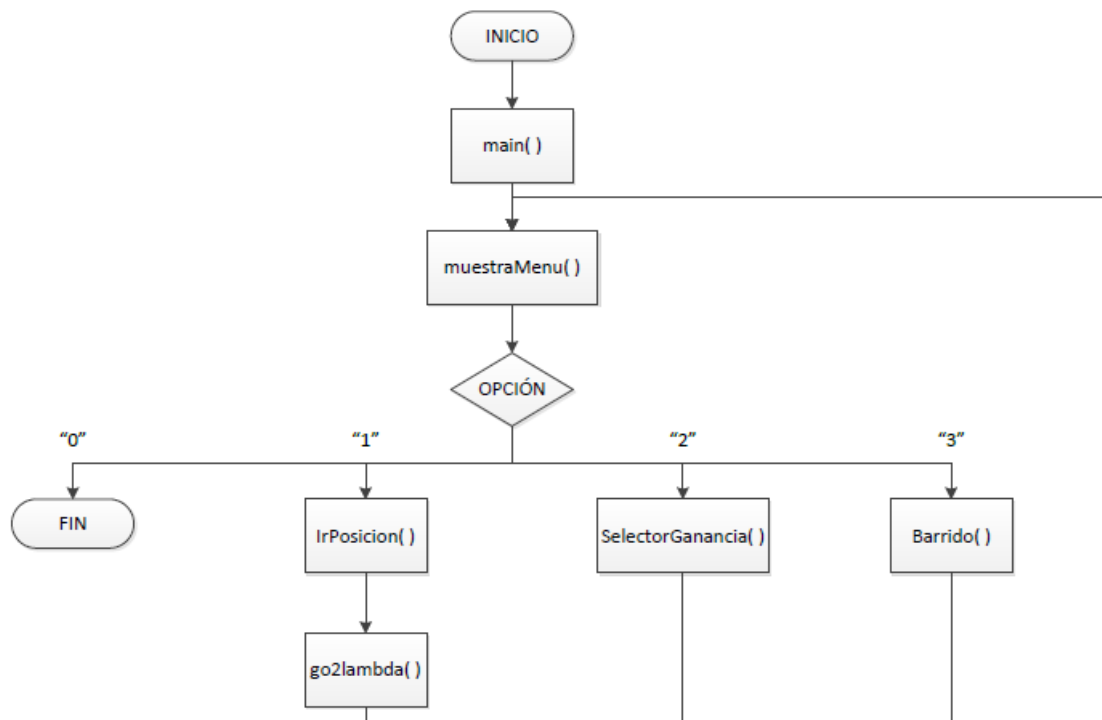 INICIO
main( )
muestraMenu( )
OPCIÓN
“0”
“1”
“2”
“3”
FIN
IrPosicion( )
SelectorGanancia( )
Barrido( )
go2lambda( )